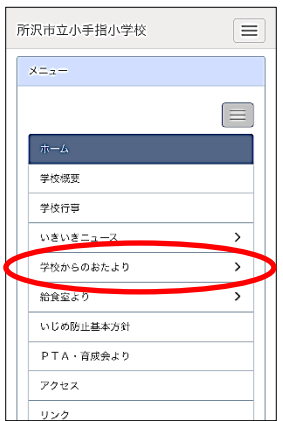 所沢市立小手指小学校
メニュー
ホーム
学校概要
学校行事
いきいきニュース
学校からのおたより
給食室より
いじめ防止基本方針
ＰＴＡ・育成会より
アクセス
リンク